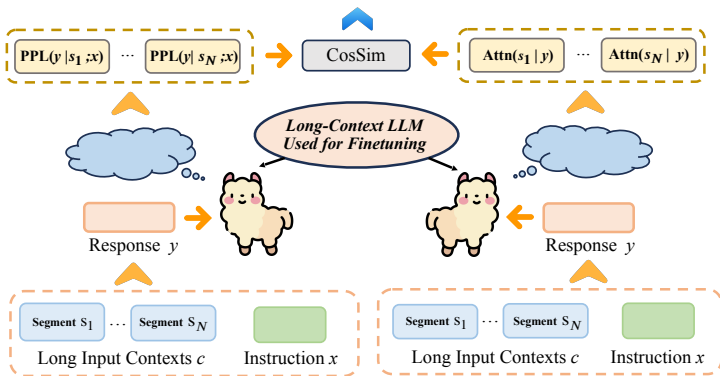 PPL(y |s1 ;x) ... PPL(y| sN ;x)
CosSim
Attn(s1 | y) ... Attn(sN | y)
Long-Context LLM
Used for Finetuning
Response y
Response y
Segment S1 ... Segment SN
Long Input Contexts c
Instruction x
Segment S1 ... Segment SN
Long Input Contexts c
Instruction x